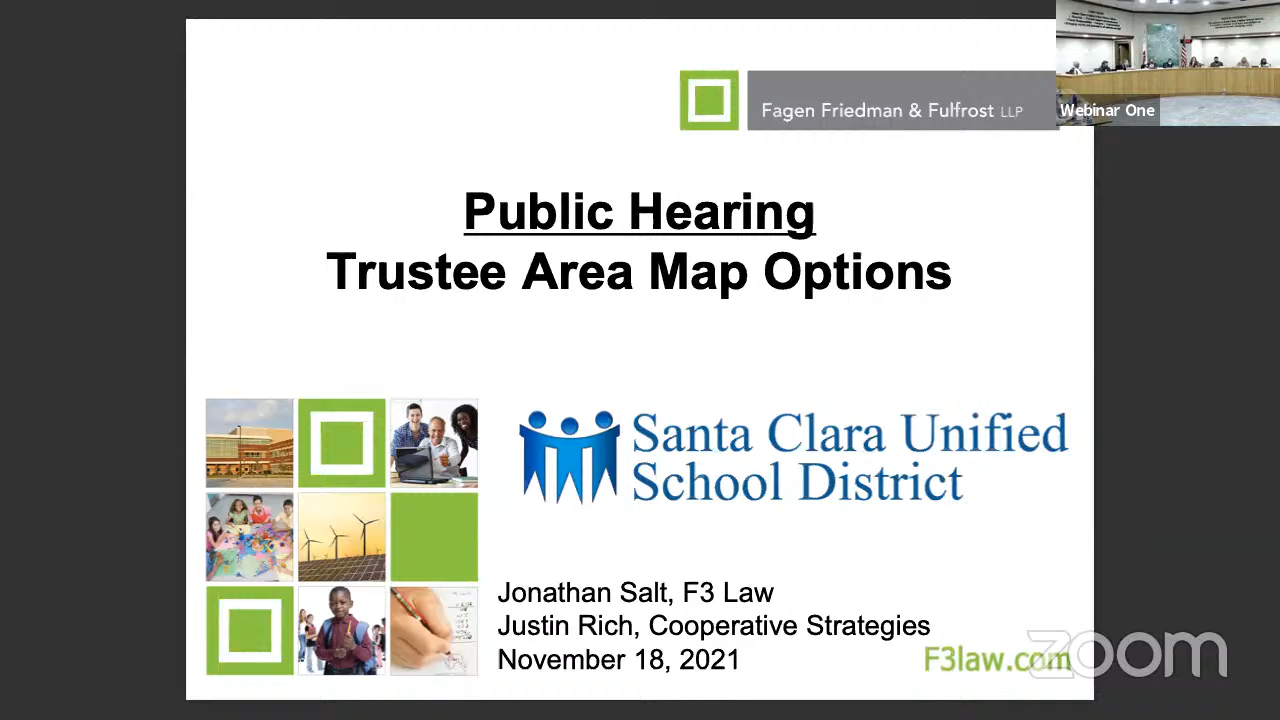 Fagen Friedman & Fulfrost LLP
Webinar One
Public Hearing
Trustee Area Map Options
Santa Clara Unified
School District
Jonathan Salt, F3 Law
Justin Rich, Cooperative Strategies
November 18, 2021
F3law.com
zoom